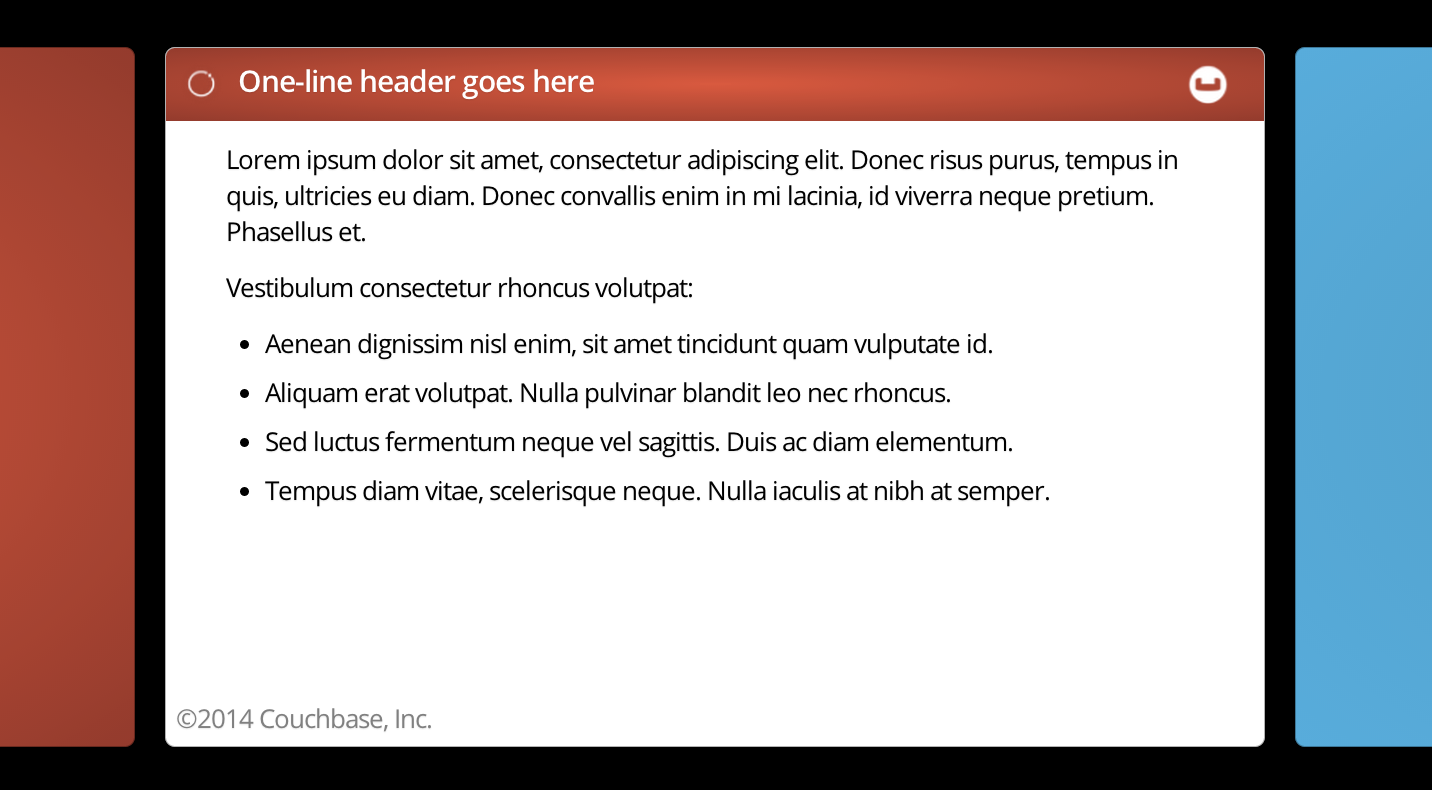 One-line header goes here
Lorem ipsum dolor sit amet, consectetur adipiscing elit. Donec risus purus, tempus in
quis, ultricies eu diam. Donec convallis enim in mi lacinia, id viverra neque pretium.
Phasellus et.
Vestibulum consectetur rhoncus volutpat:
• Aenean dignissim nisl enim, sit amet tincidunt quam vulputate id.
• Aliquam erat volutpat. Nulla pulvinar blandit leo nec rhoncus.
• Sed luctus fermentum neque vel sagittis. Duis ac diam elementum.
• Tempus diam vitae, scelerisque neque. Nulla iaculis at nibh at semper.
©2014 Couchbase, Inc.